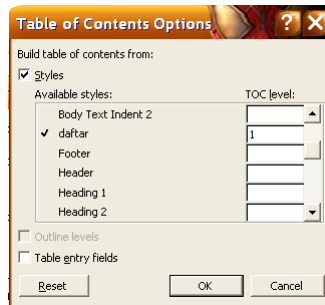 Table of Contents Options
Build table of contents from:
Styles
Available styles: TOC level:
Body Text Indent 2
daftar 1
Footer
Header
Heading 1
Heading 2
Outline levels
Table entry fields
Reset OK Cancel